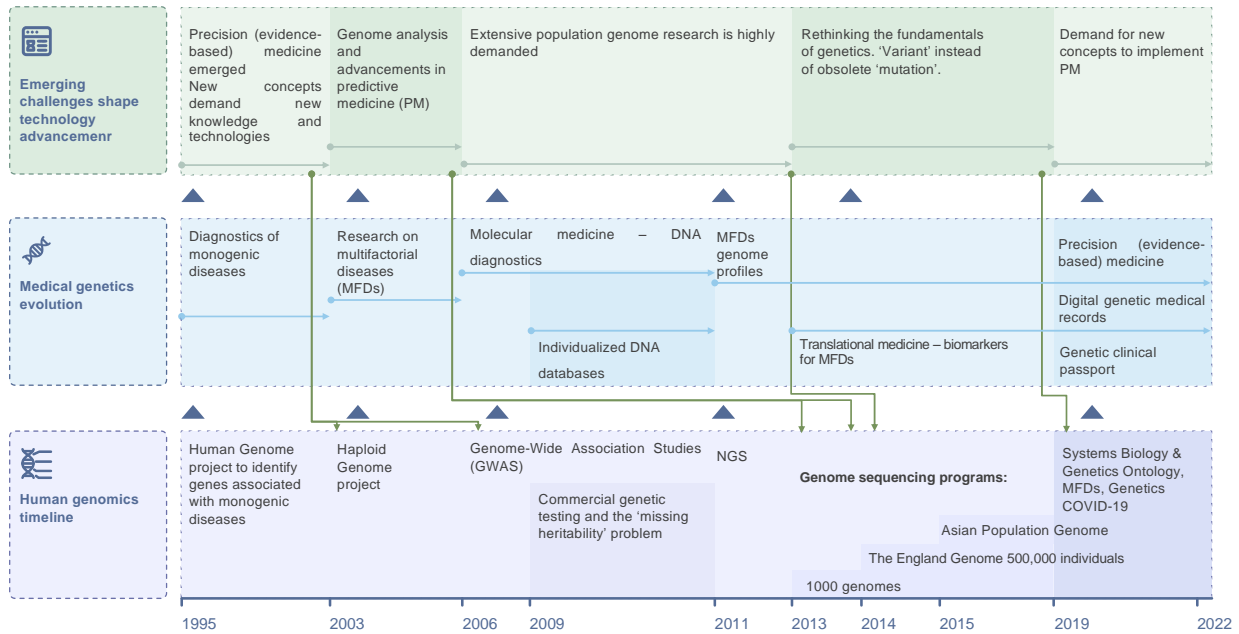 Emerging
challenges shape
technology
advancemenr
Precision (evidence-
based) medicine
emerged
New concepts
demand new
knowledge and
technologies
Genome analysis
and
advancements in
predictive
medicine (PM)
Extensive population genome research is highly
demanded
Rethinking the fundamentals
of genetics. ‘Variant’ instead
of obsolete ‘mutation’.
Demand for new
concepts to implement
PM
Medical genetics
evolution
Diagnostics of
monogenic
diseases
Research on
multifactorial
diseases
(MFDs)
Molecular medicine – DNA
diagnostics
Individualized DNA
databases
MFDs
genome
profiles
Translational medicine – biomarkers
for MFDs
Precision (evidence-
based) medicine
Digital genetic medical
records
Genetic clinical
passport
Human genomics
timeline
Human Genome
project to identify
genes associated
with monogenic
diseases
Haploid
Genome
project
Genome-Wide Association Studies
(GWAS)
Commercial genetic
testing and the ‘missing
heritability’ problem
NGS
Genome sequencing programs:
Asian Population Genome
The England Genome 500,000 individuals
1000 genomes
Systems Biology &
Genetics Ontology,
MFDs, Genetics
COVID-19
1995 2003 2006 2009 2011 2013 2014 2015 2019 2022